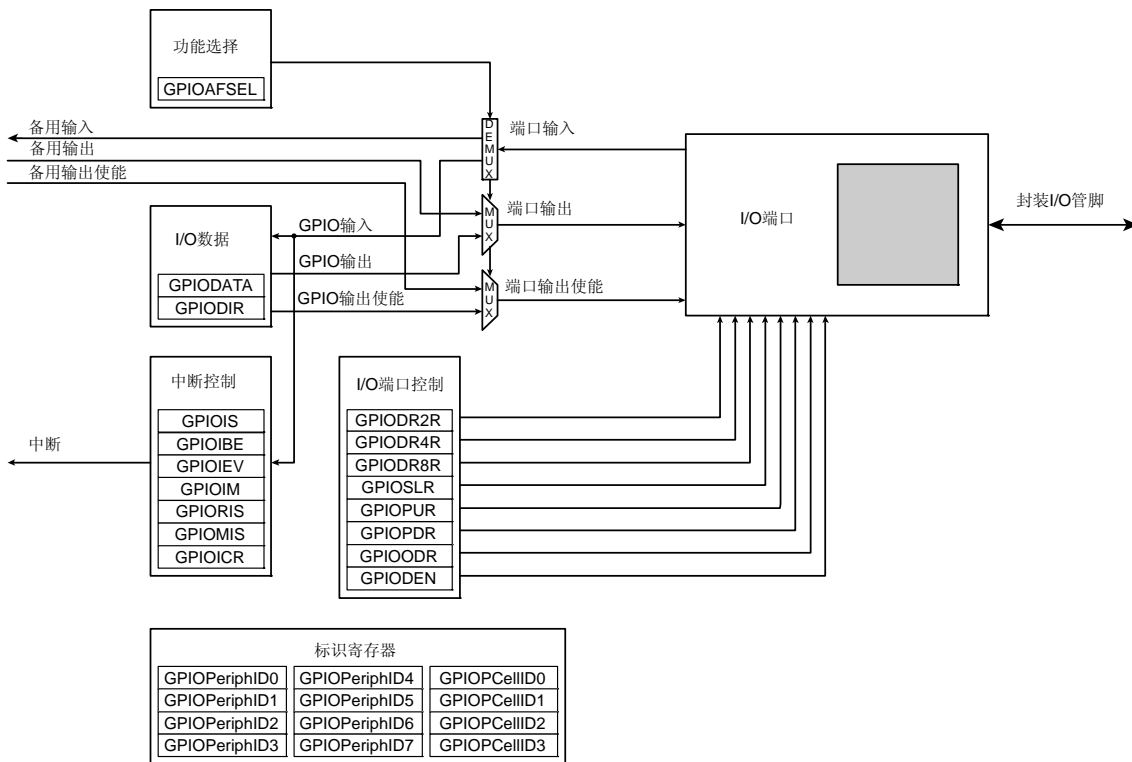 功能选择
GPIOAFSEL
备用输入
备用输出
备用输出使能
DEMUX
端口输入
MUX
端口输出
MUX
端口输出使能
I/O数据
GPIODATA
GPIODIR
GPIO输入
GPIO输出
GPIO输出使能
I/O端口
封装I/O管脚
中断控制
GPIOIS
GPIOIBE
GPIOIEV
GPIOIM
GPIORIS
GPIOMIS
GPIOICR
中断
I/O端口控制
GPIODR2R
GPIODR4R
GPIODR8R
GPIOSLR
GPIOPUR
GPIOPDR
GPIOODR
GPIODEN
标识寄存器
GPIOPeriphID0 GPIOPeriphID4 GPIOPCellID0
GPIOPeriphID1 GPIOPeriphID5 GPIOPCellID1
GPIOPeriphID2 GPIOPeriphID6 GPIOPCellID2
GPIOPeriphID3 GPIOPeriphID7 GPIOPCellID3